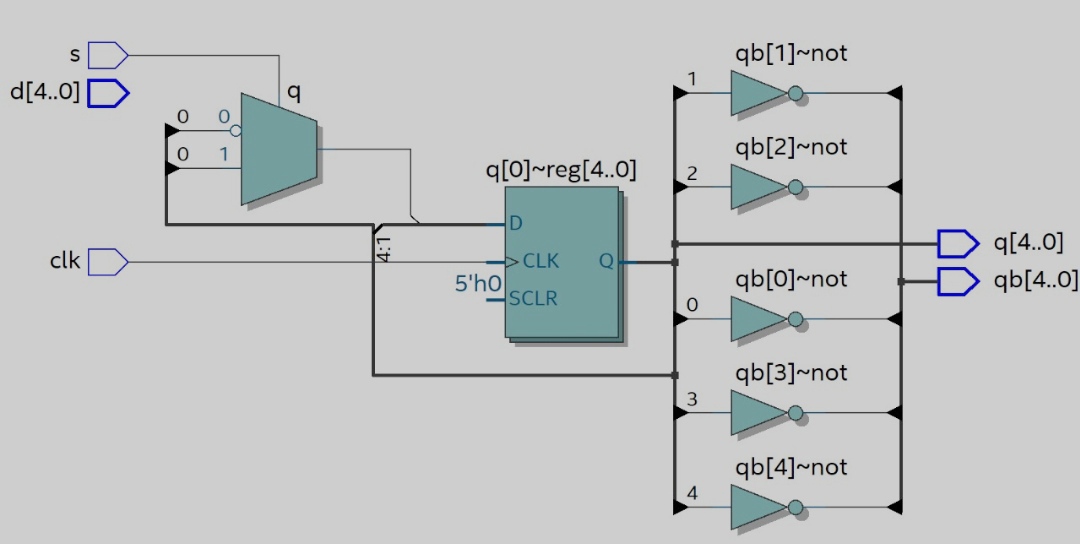 s
d[4..0]
q
0 0
0 1
clk
4:1
q[0]~reg[4..0]
D
CLK
Q
5'h0
SCLR
qb[1]~not
1
qb[2]~not
2
q[4..0]
qb[4..0]
qb[0]~not
0
qb[3]~not
3
qb[4]~not
4